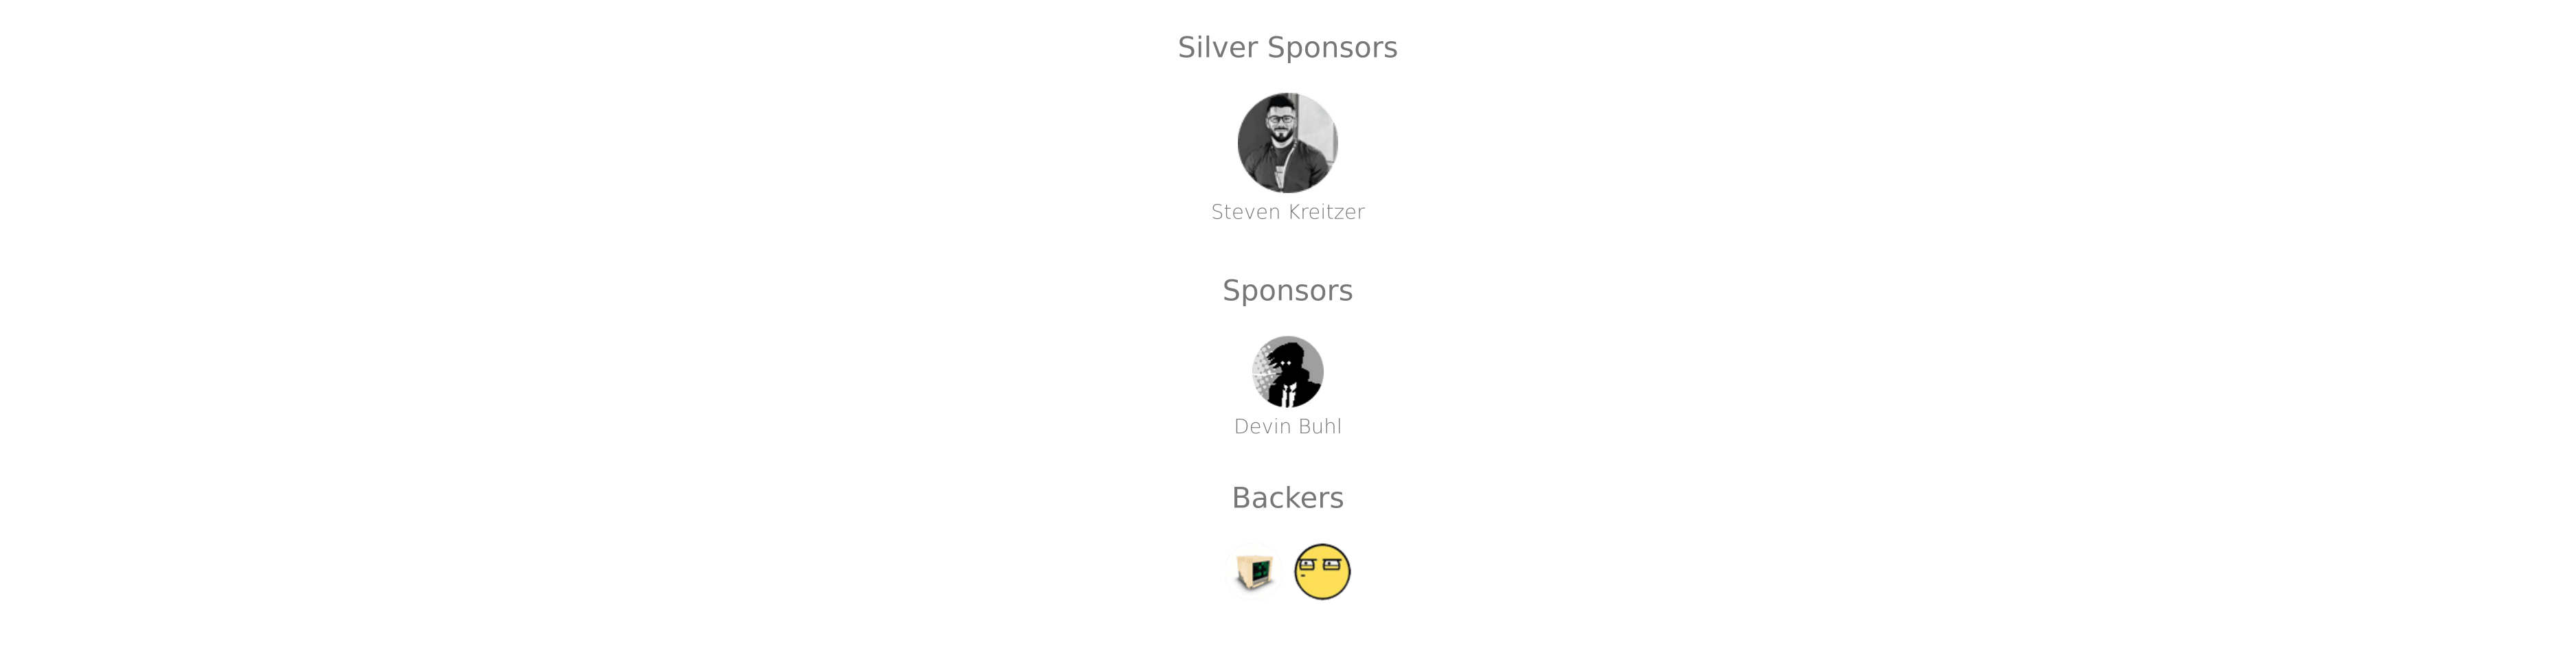 Silver Sponsors
Steven Kreitzer
Sponsors
Devin Buhl
Backers